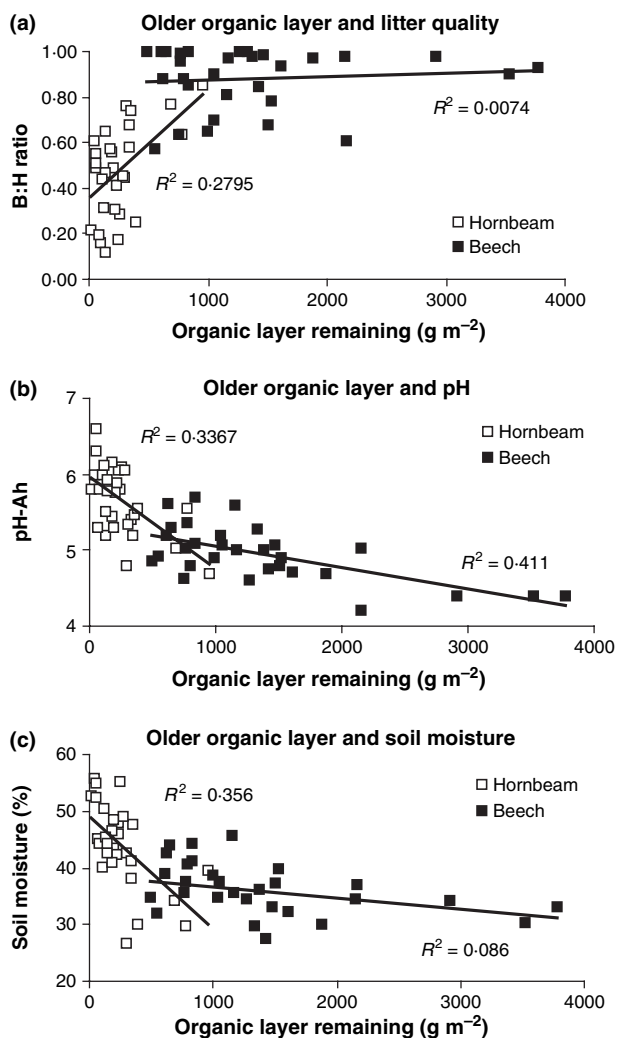 (a) Older organic layer and litter quality
1·00
0·80
0·60
0·40
0·20
0·00
B:H ratio
R² = 0·0074
R² = 0·2795
Hornbeam
Beech
0 1000 2000 3000 4000
Organic layer remaining (g m⁻²)
(b) Older organic layer and pH
7
6
5
4
pH-Ah
R² = 0·3367
Hornbeam
Beech
R² = 0·411
0 1000 2000 3000 4000
Organic layer remaining (g m⁻²)
(c) Older organic layer and soil moisture
60
50
40
30
20
Soil moisture (%)
R² = 0·356
Hornbeam
Beech
R² = 0·086
0 1000 2000 3000 4000
Organic layer remaining (g m⁻²)